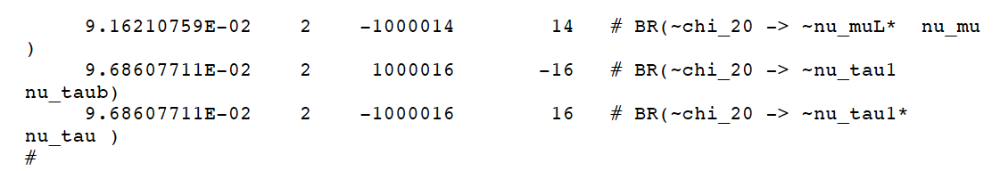 9.16210759E-02    2    -1000014        14   # BR(~chi_20 -> ~nu_muL*  nu_mu
)
9.68607711E-02    2     1000016       -16   # BR(~chi_20 -> ~nu_tau1
nu_taub)
9.68607711E-02    2    -1000016        16   # BR(~chi_20 -> ~nu_tau1*
nu_tau )
#